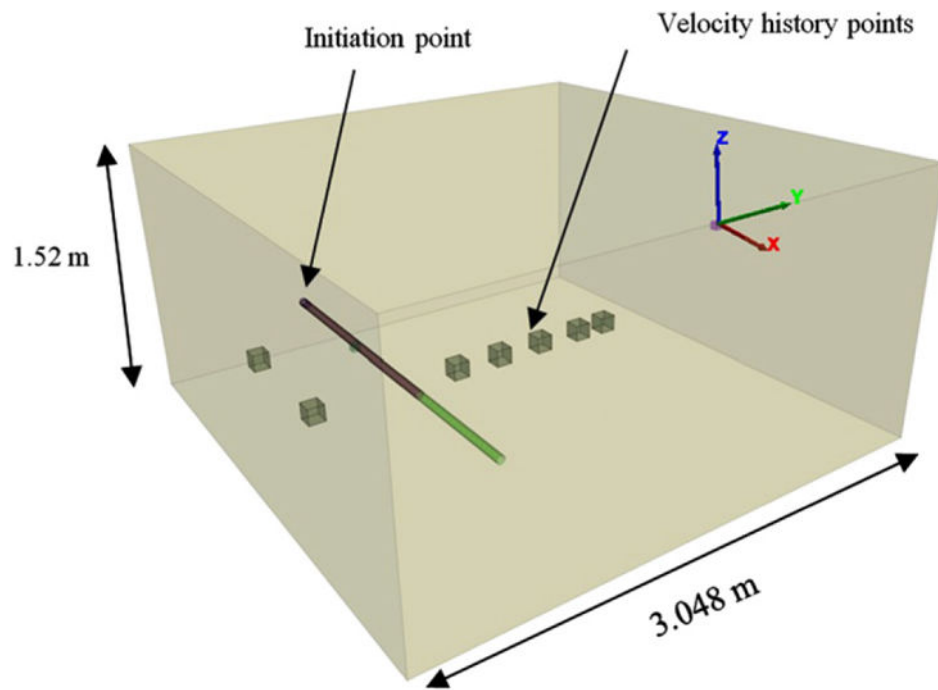 Initiation point
Velocity history points
Z
Y
X
1.52 m
3.048 m